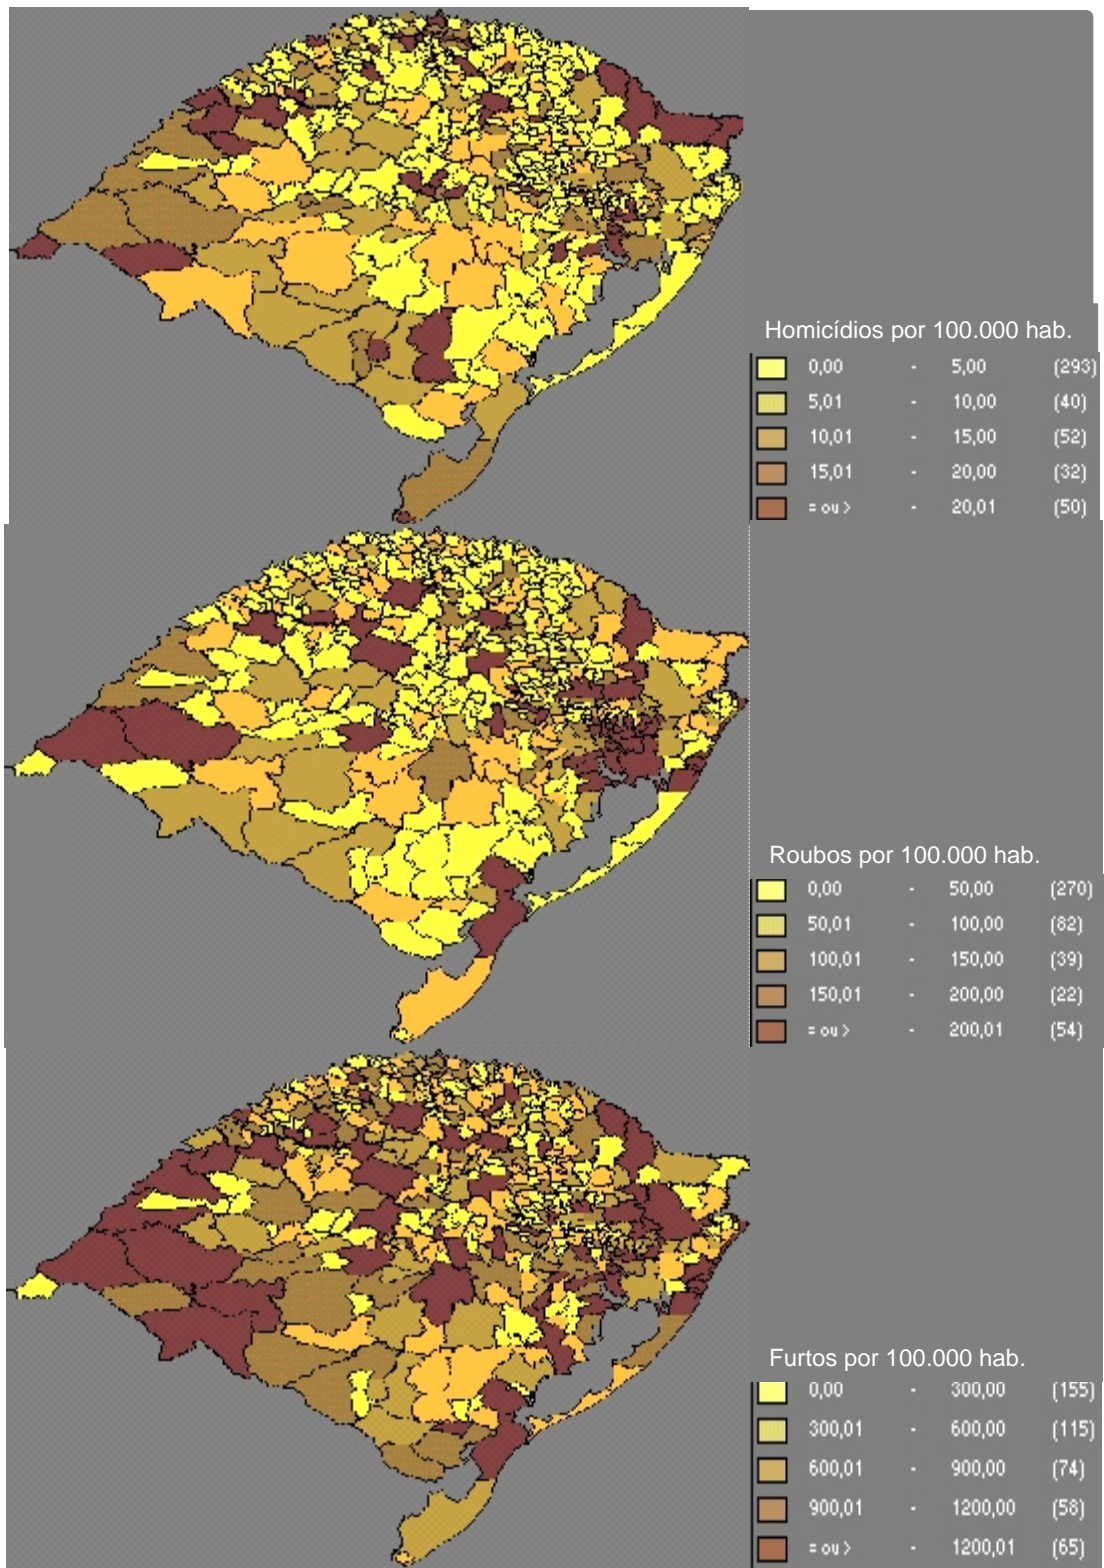 Homicídios por 100.000 hab.
0,00 - 5,00 (293)
5,01 - 10,00 (40)
10,01 - 15,00 (52)
15,01 - 20,00 (32)
= ou > - 20,01 (50)
Roubos por 100.000 hab.
0,00 - 50,00 (270)
50,01 - 100,00 (82)
100,01 - 150,00 (39)
150,01 - 200,00 (22)
= ou > - 200,01 (54)
Furtos por 100.000 hab.
0,00 - 300,00 (155)
300,01 - 600,00 (115)
600,01 - 900,00 (74)
900,01 - 1200,00 (58)
= ou > - 1200,01 (65)